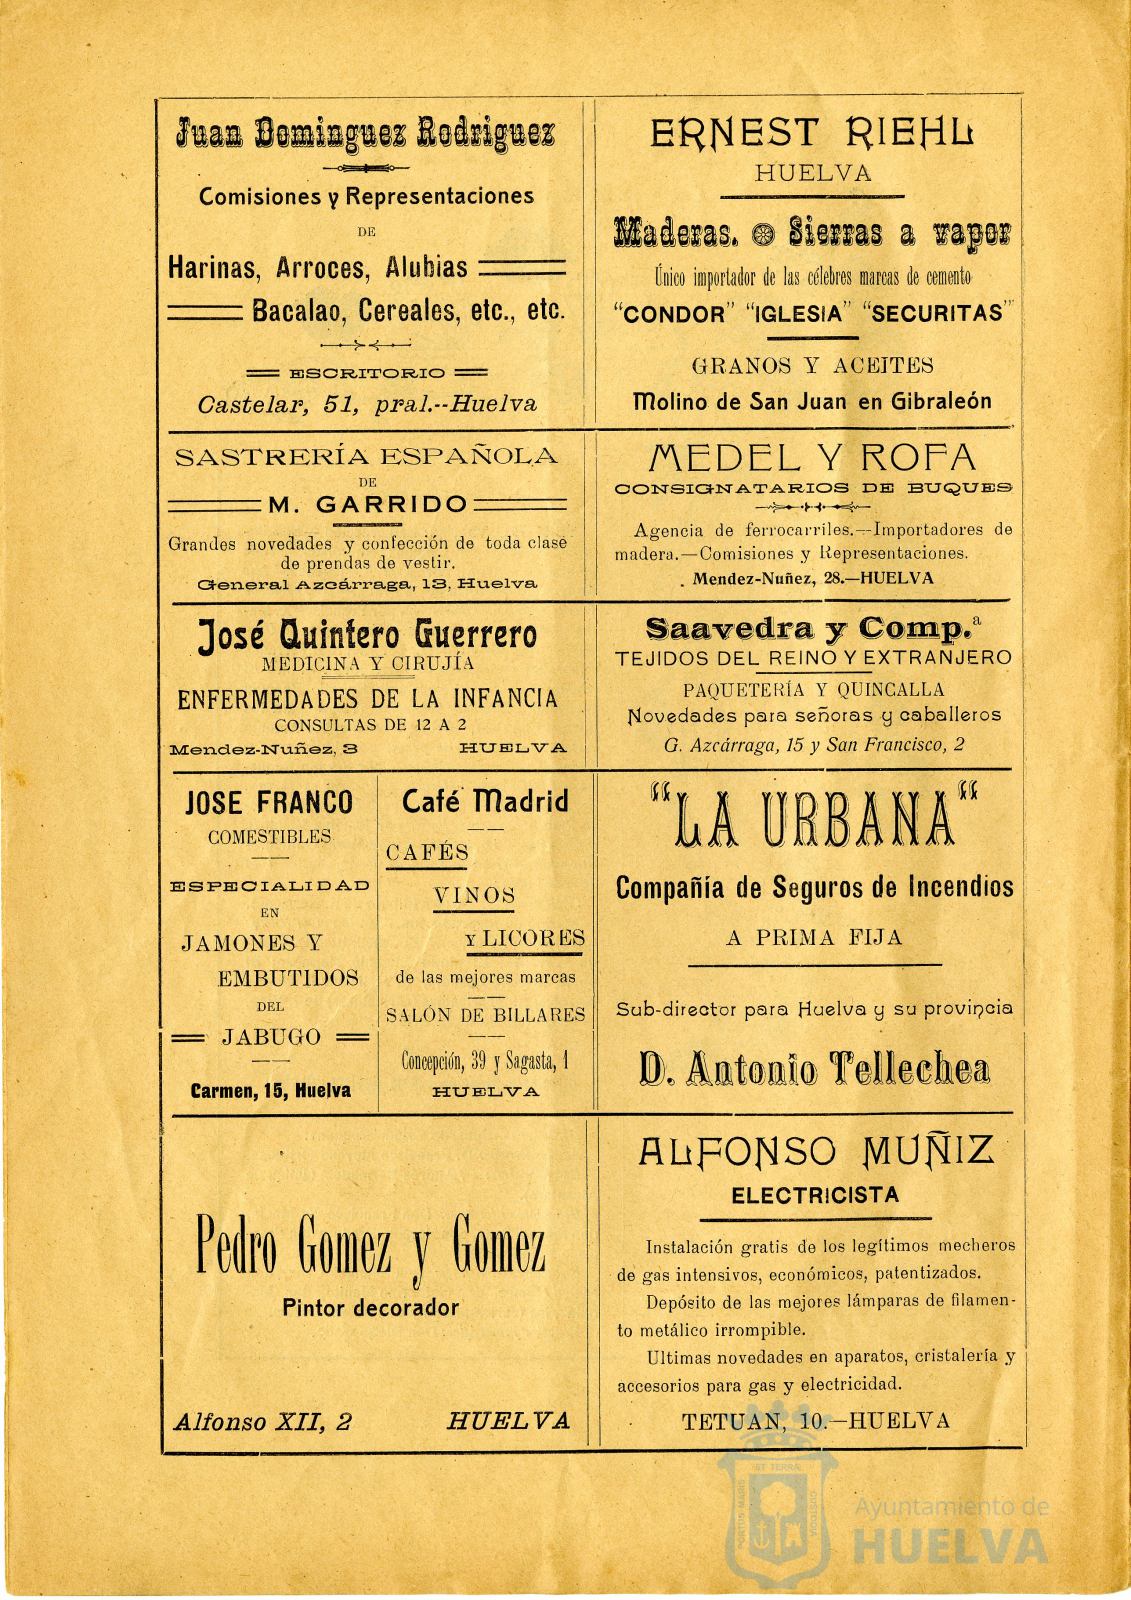 Juan Dominguez Rodriguez
Comisiones y Representaciones
DE
Harinas, Arroces, Alubias
Bacalao, Cereales, etc., etc.
ESCRITORIO
Castelar, 51, pral.--Huelva
ERNEST RIEHL
HUELVA
Maderas. Sierras a vapor
Único importador de las célebres marcas de cemento
"CONDOR" "IGLESIA" "SECURITAS"
GRANOS Y ACEITES
Molino de San Juan en Gibraleón
SASTRERÍA ESPAÑOLA
DE
M. GARRIDO
Grandes novedades y confección de toda clase
de prendas de vestir.
General Azcárraga, 13, Huelva
MEDEL Y ROFA
CONSIGNATARIOS DE BUQUES
Agencia de ferrocarriles.—Importadores de
madera.—Comisiones y Representaciones.
Mendez-Nuñez, 28.—HUELVA
José Quintero Guerrero
MEDICINA Y CIRUJÍA
ENFERMEDADES DE LA INFANCIA
CONSULTAS DE 12 A 2
Mendez-Nuñez, 3 HUELVA
Saavedra y Comp.ª
TEJIDOS DEL REINO Y EXTRANJERO
PAQUETERÍA Y QUINCALLA
Novedades para señoras y caballeros
G. Azcárraga, 15 y San Francisco, 2
JOSE FRANCO
COMESTIBLES
ESPECIALIDAD
EN
JAMONES Y
EMBUTIDOS
DEL
JABUGO
Carmen, 15, Huelva
Café Madrid
CAFÉS
VINOS
Y LICORES
de las mejores marcas
SALÓN DE BILLARES
Concepción, 39 y Sagasta, 1
HUELVA
"LA URBANA"
Compañía de Seguros de Incendios
A PRIMA FIJA
Sub-director para Huelva y su provincia
D. Antonio Tellechea
Pedro Gomez y Gomez
Pintor decorador
Alfonso XII, 2 HUELVA
ALFONSO MUÑIZ
ELECTRICISTA
Instalación gratis de los legítimos mecheros
de gas intensivos, económicos, patentizados.
Depósito de las mejores lámparas de filamen-
to metálico irrompible.
Ultimas novedades en aparatos, cristalería y
accesorios para gas y electricidad.
TETUAN, 10.—HUELVA
PORTUS MARIS
ET TERRÆ
CUSTODIA
Ayuntamiento de
HUELVA